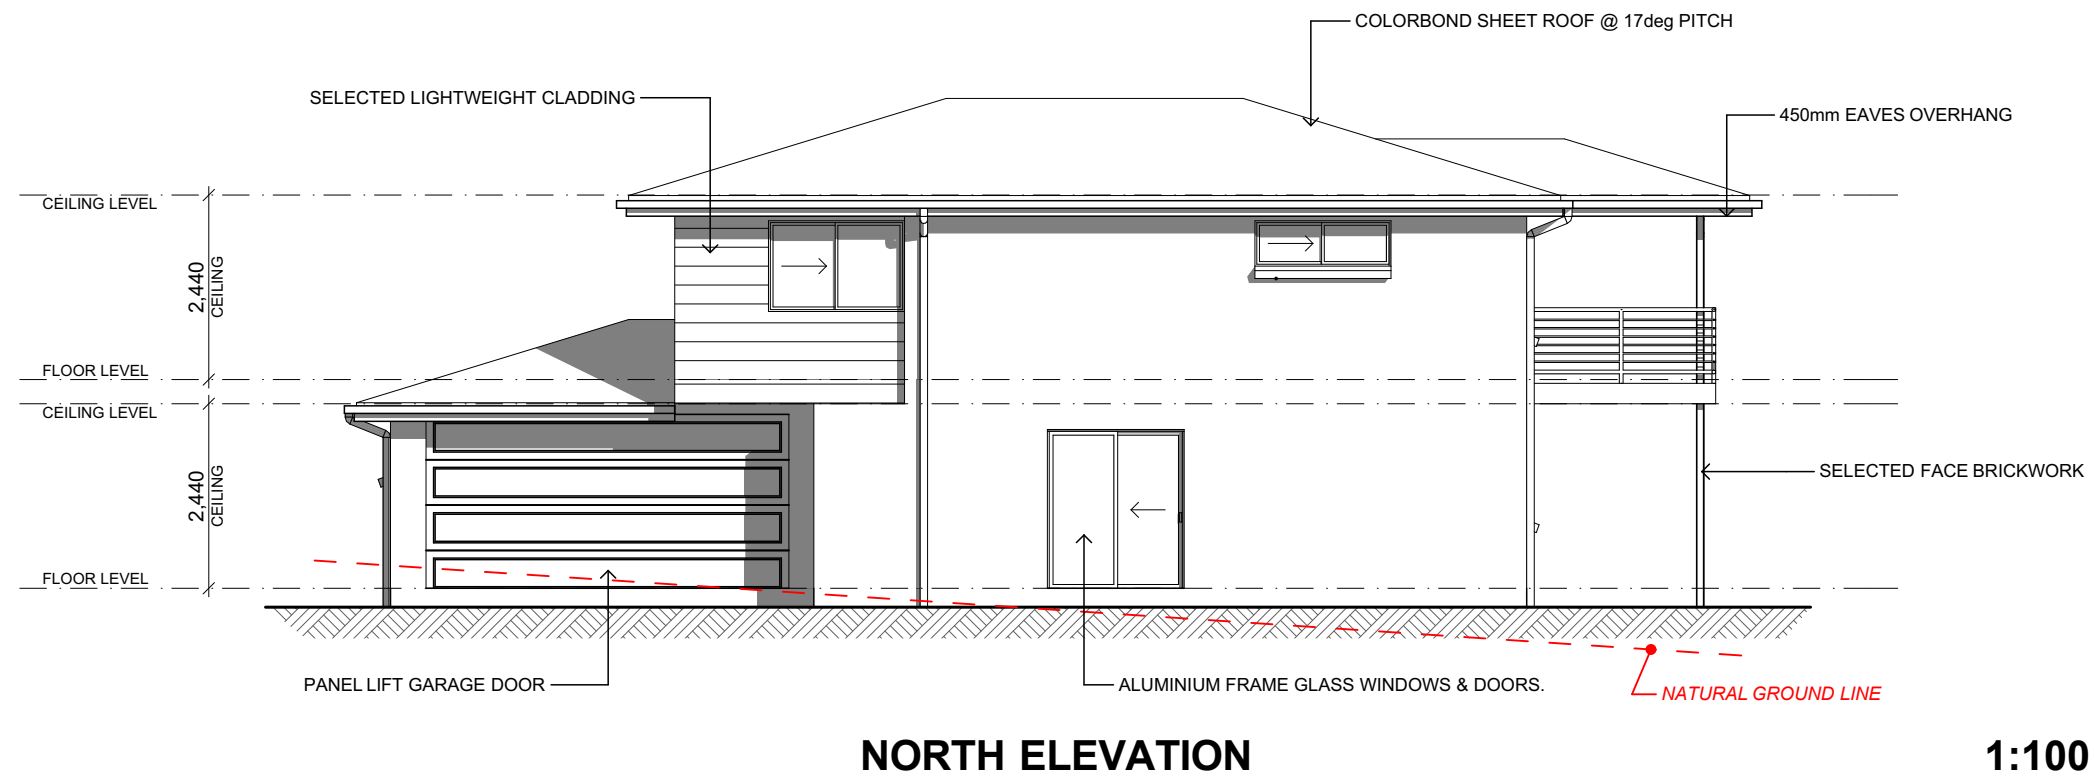 COLORBOND SHEET ROOF @ 17deg PITCH
SELECTED LIGHTWEIGHT CLADDING
450mm EAVES OVERHANG
CEILING LEVEL
2,440
CEILING
FLOOR LEVEL
CEILING LEVEL
2,440
CEILING
SELECTED FACE BRICKWORK
FLOOR LEVEL
PANEL LIFT GARAGE DOOR
ALUMINIUM FRAME GLASS WINDOWS & DOORS.
NATURAL GROUND LINE
NORTH ELEVATION
1:100